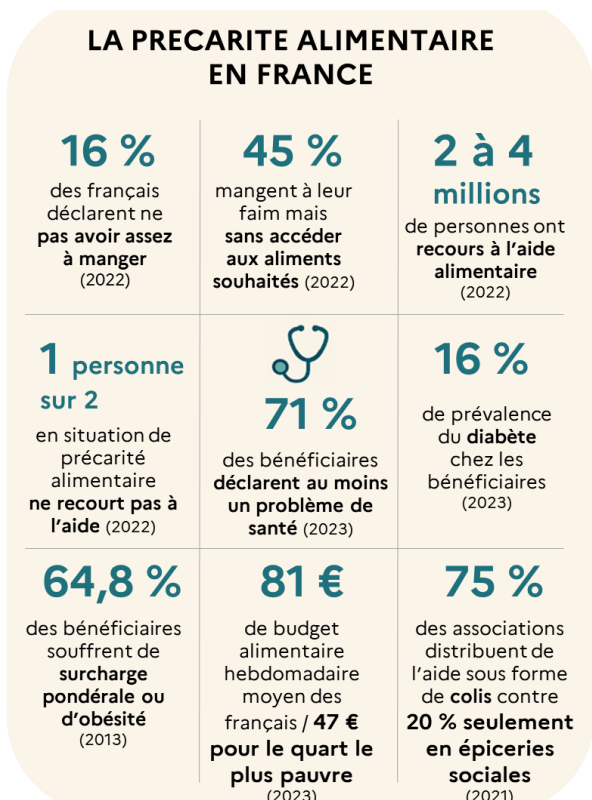 LA PRECARITE ALIMENTAIRE
EN FRANCE
16 %
des français
déclarent ne
pas avoir assez
à manger
(2022)
45 %
mangent à leur
faim mais
sans accéder
aux aliments
souhaités (2022)
2 à 4
millions
de personnes ont
recours à l'aide
alimentaire
(2022)
1 personne
sur 2
en situation de
précarité
alimentaire
ne recourt pas à
l'aide (2022)
71 %
des bénéficiaires
déclarent au moins
un problème de
santé (2023)
16 %
de prévalence
du diabète
chez les
bénéficiaires
(2023)
64,8 %
des bénéficiaires
souffrent de
surcharge
pondérale ou
d'obésité
(2013)
81 €
de budget
alimentaire
hebdomadaire
moyen des
français / 47 €
pour le quart le
plus pauvre
(2023)
75 %
des associations
distribuent de
l'aide sous forme
de colis contre
20 % seulement
en épiceries
sociales
(2021)